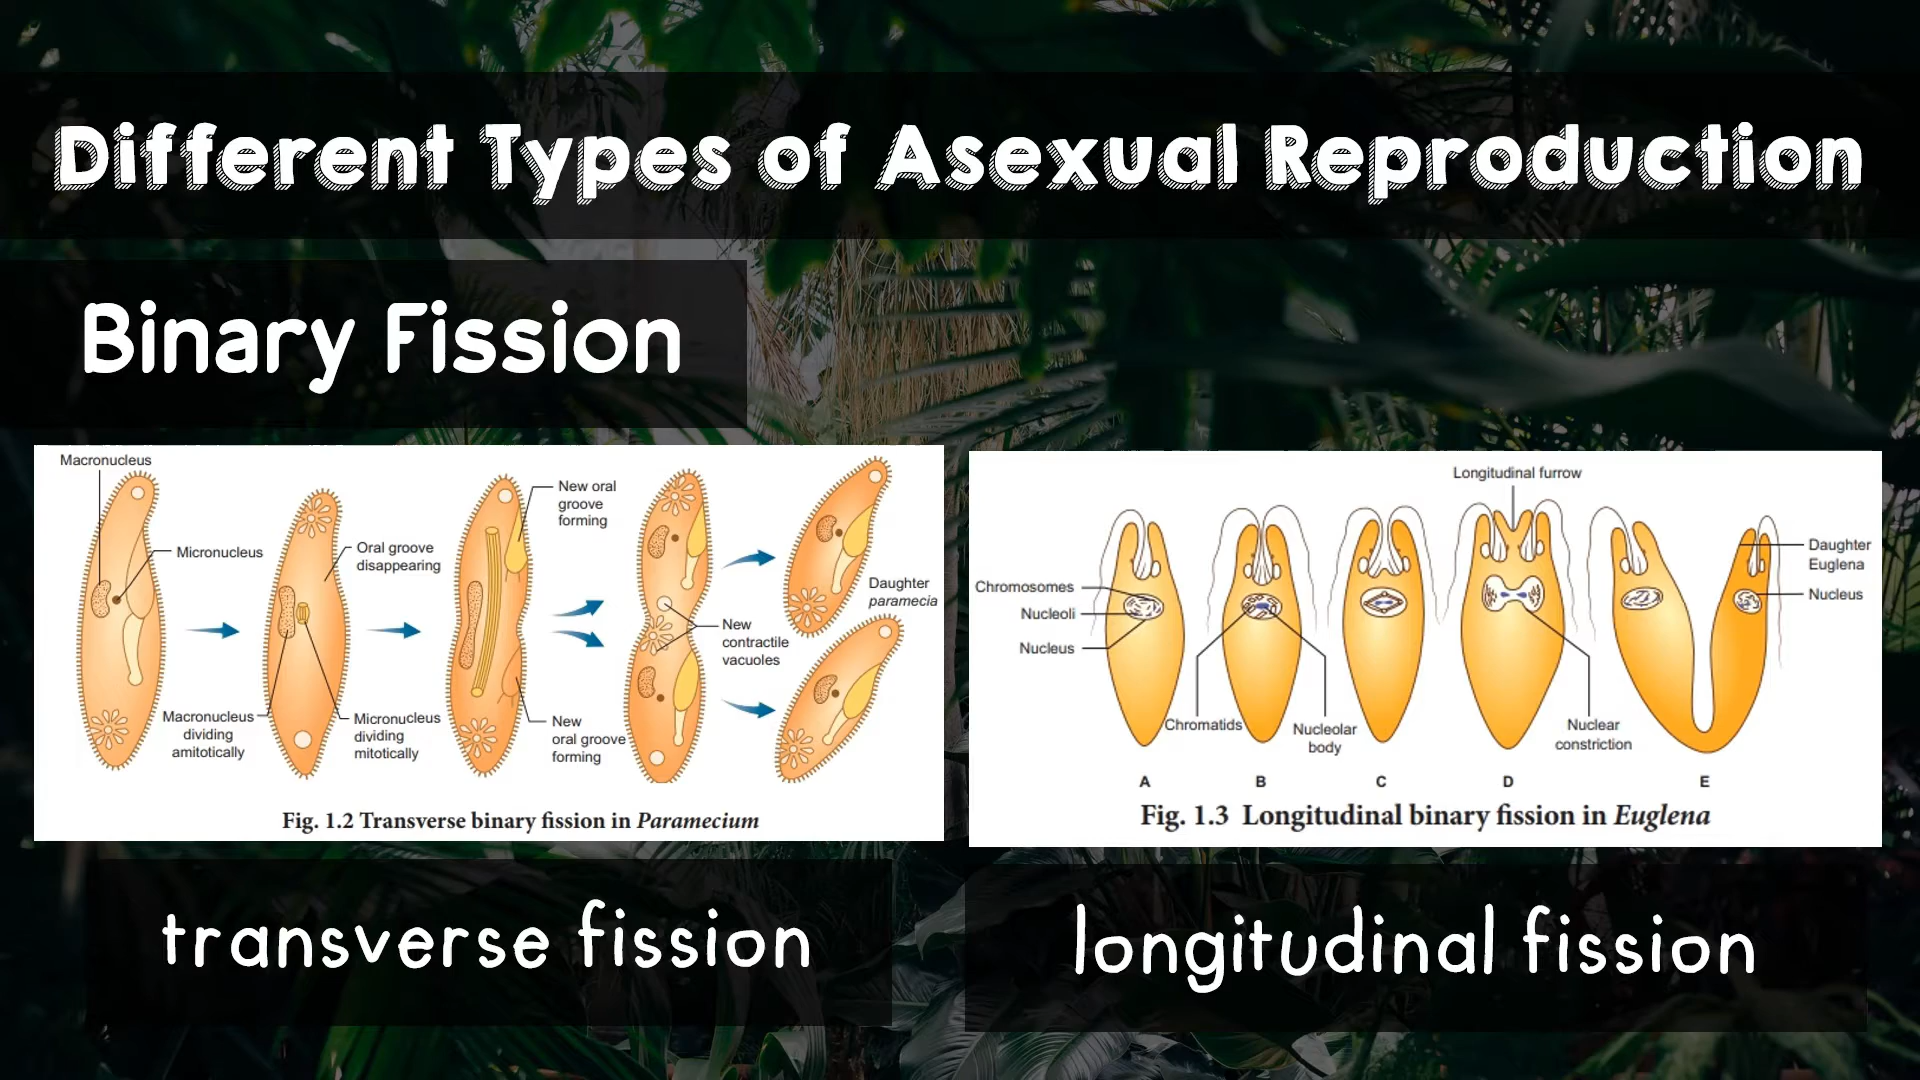 Different Types of Asexual Reproduction
Binary Fission
Macronucleus
Micronucleus
Macronucleus
dividing
amitotically
Oral groove
disappearing
Micronucleus
dividing
mitotically
New oral
groove
forming
New
oral groove
forming
New
contractile
vacuoles
Daughter
paramecia
Fig. 1.2 Transverse binary fission in Paramecium
Longitudinal furrow
Chromosomes
Nucleoli
Nucleus
Chromatids
Nucleolar
body
Nuclear
constriction
Daughter
Euglena
Nucleus
A B C D E
Fig. 1.3 Longitudinal binary fission in Euglena
transverse fission
longitudinal fission